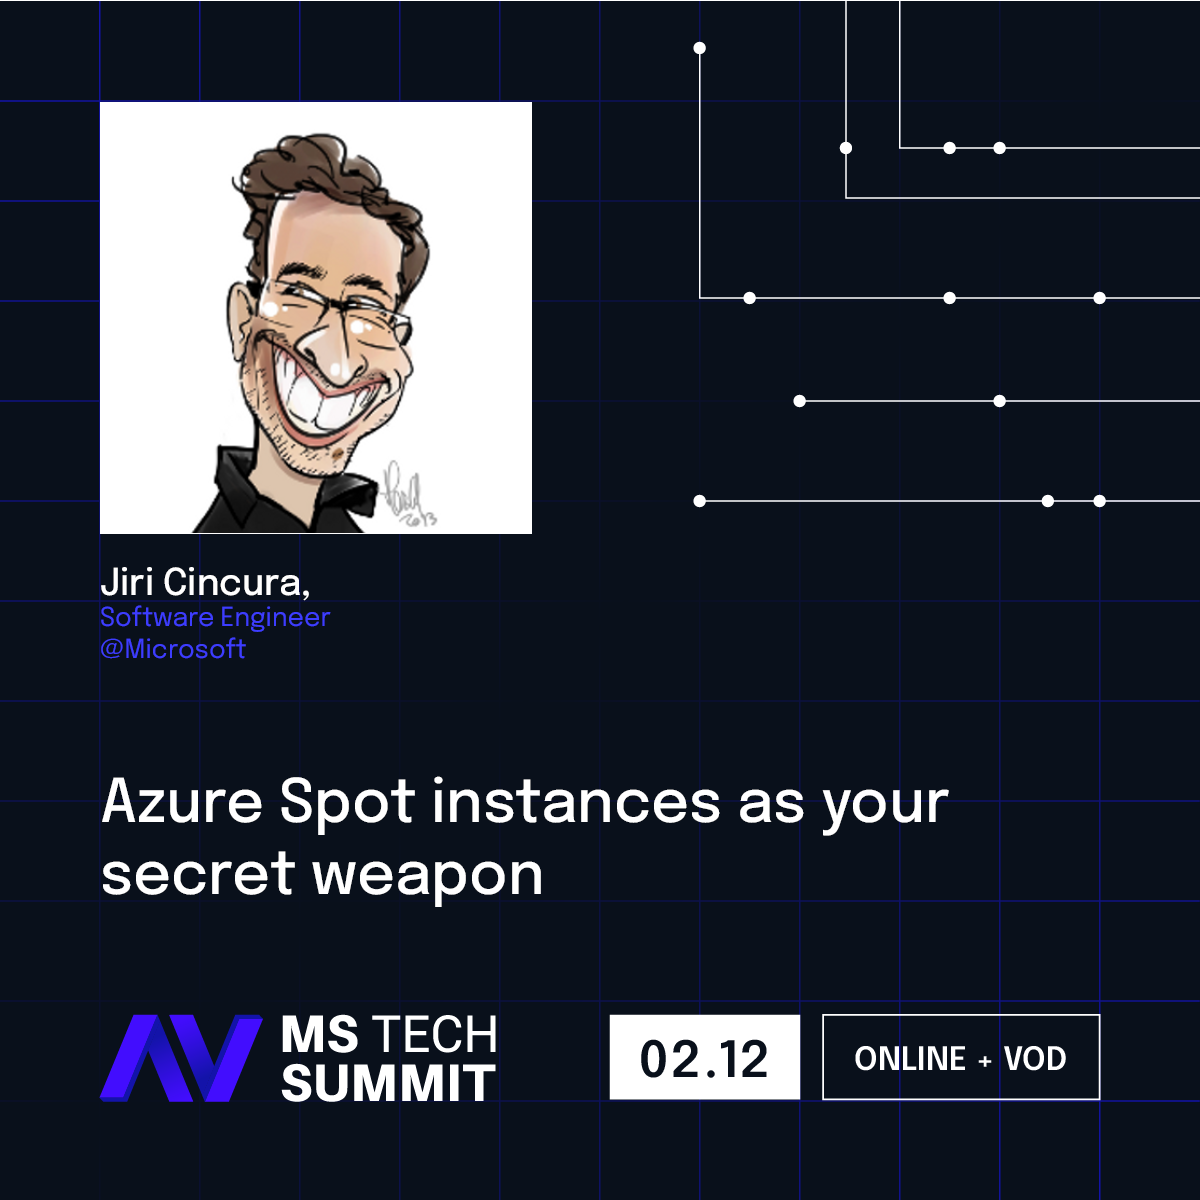 2013
Jiri Cincura,
Software Engineer
@Microsoft
Azure Spot instances as your
secret weapon
MS TECH
SUMMIT
02.12
ONLINE + VOD